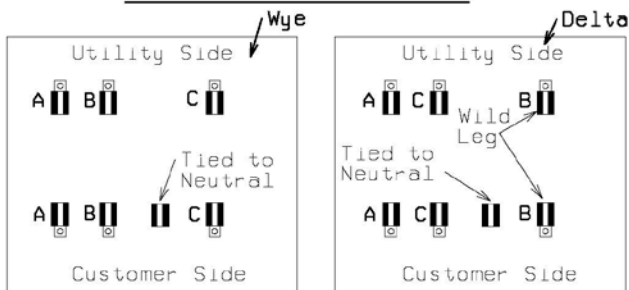 Wye
Delta
Utility Side
A B C
Tied to
Neutral
A B C
Customer Side
Utility Side
A C B
Wild
Leg
Tied to
Neutral
A C B
Customer Side